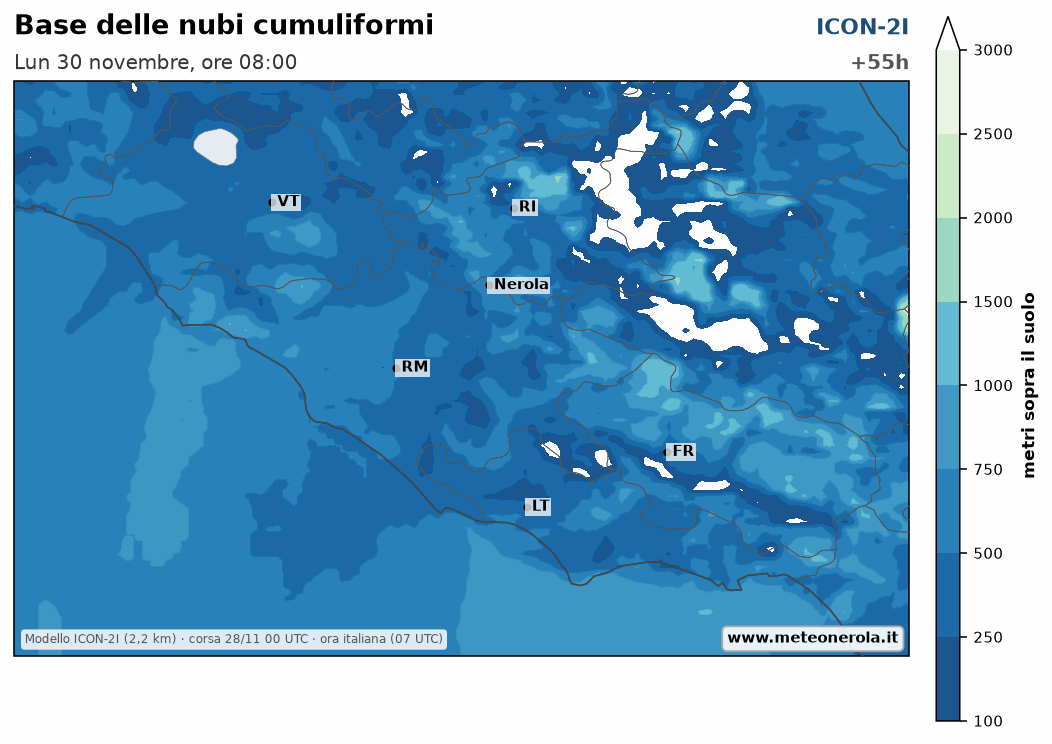 Base delle nubi cumuliformi
ICON-2I
Lun 30 novembre, ore 08:00
+55h
VT
RI
Nerola
RM
FR
LT
Modello ICON-2I (2,2 km) · corsa 28/11 00 UTC · ora italiana (07 UTC)
www.meteonerola.it
3000
2500
2000
1500
1000
750
500
250
100
metri sopra il suolo